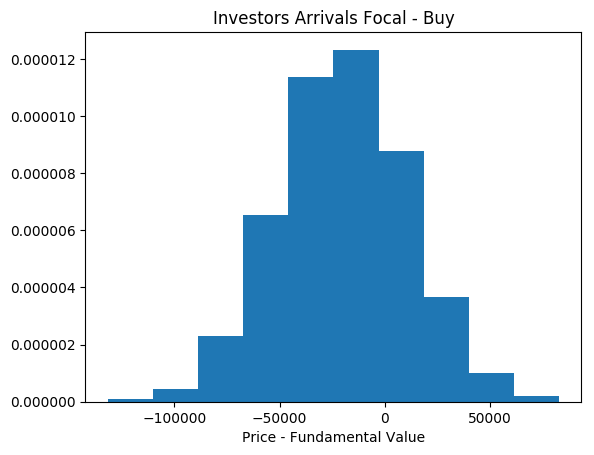 Investors Arrivals Focal - Buy
0.000012
0.000010
0.000008
0.000006
0.000004
0.000002
0.000000
−100000 −50000 0 50000
Price - Fundamental Value